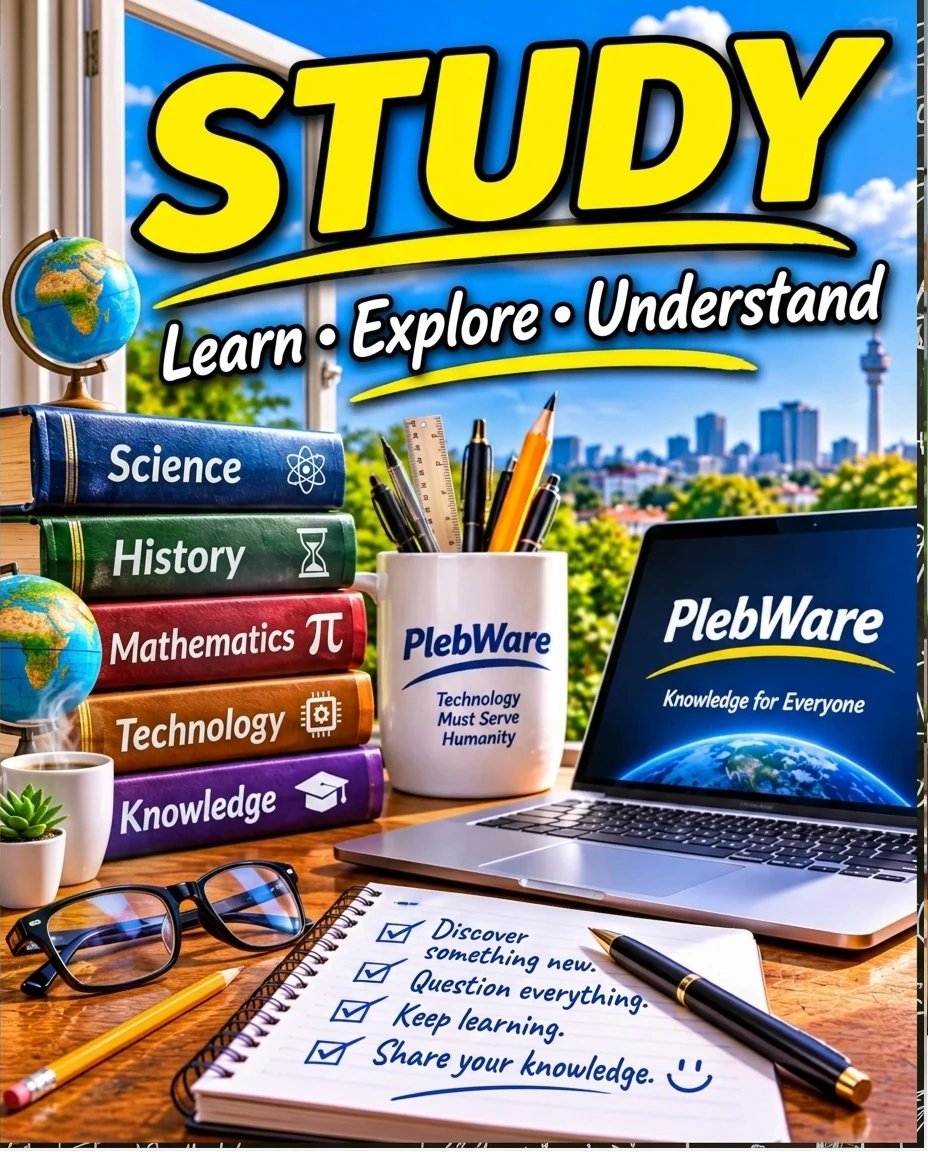 STUDY
Learn • Explore • Understand
Science
History
Mathematics π
Technology
Knowledge
PlebWare
Technology
Must Serve
Humanity
PlebWare
Knowledge for Everyone
Discover
something new.
Question everything.
Keep learning.
Share your knowledge.